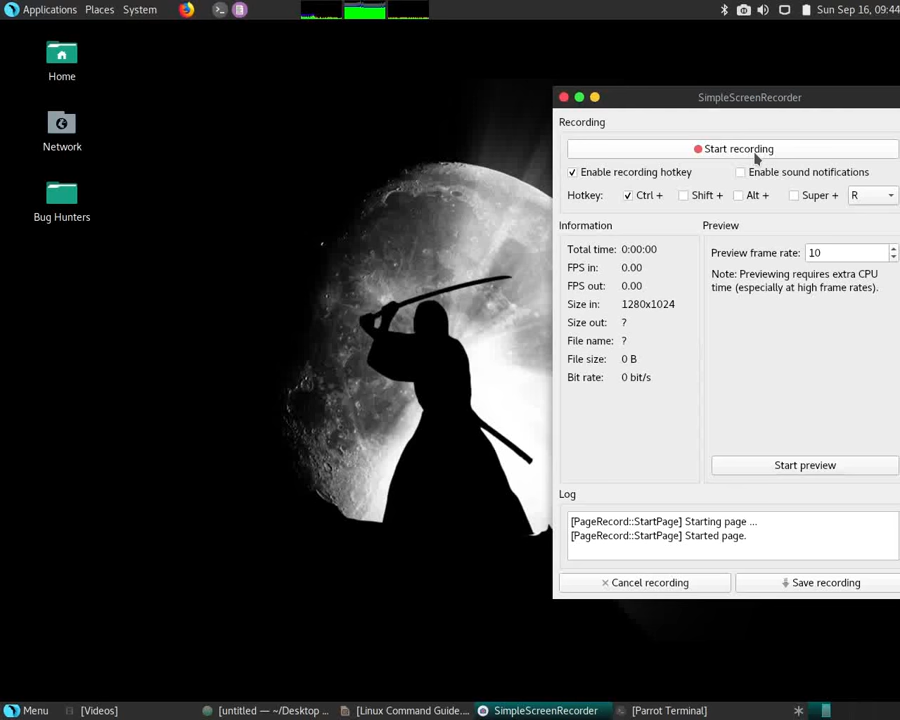 Applications Places System
Sun Sep 16, 09:44
Home
Network
Bug Hunters
SimpleScreenRecorder
Recording
Start recording
Enable recording hotkey
Enable sound notifications
Hotkey: Ctrl + Shift + Alt + Super + R
Information
Preview
Total time: 0:00:00
FPS in: 0.00
FPS out: 0.00
Size in: 1280x1024
Size out: ?
File name: ?
File size: 0 B
Bit rate: 0 bit/s
Preview frame rate: 10
Note: Previewing requires extra CPU
time (especially at high frame rates).
Start preview
Log
[PageRecord::StartPage] Starting page ...
[PageRecord::StartPage] Started page.
Cancel recording
Save recording
Menu [Videos] [untitled — ~/Desktop ... [Linux Command Guide.... SimpleScreenRecorder [Parrot Terminal]